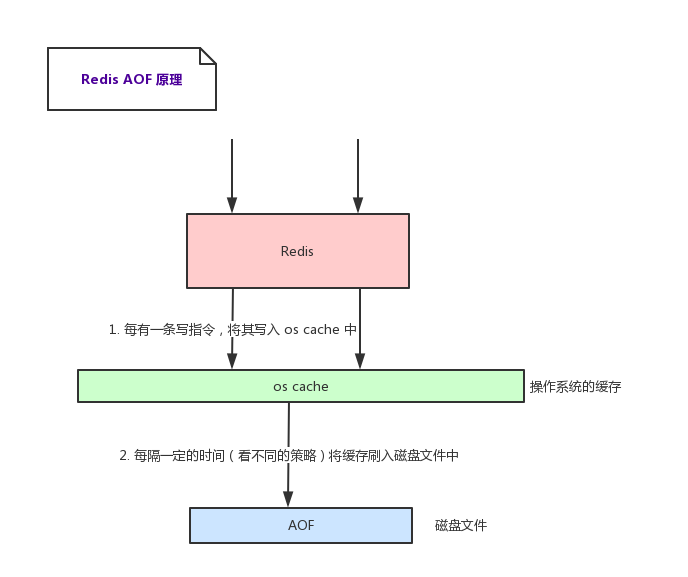 Redis AOF 原理
Redis
1. 每有一条写指令，将其写入 os cache 中
os cache
操作系统的缓存
2. 每隔一定的时间（看不同的策略）将缓存刷入磁盘文件中
AOF
磁盘文件